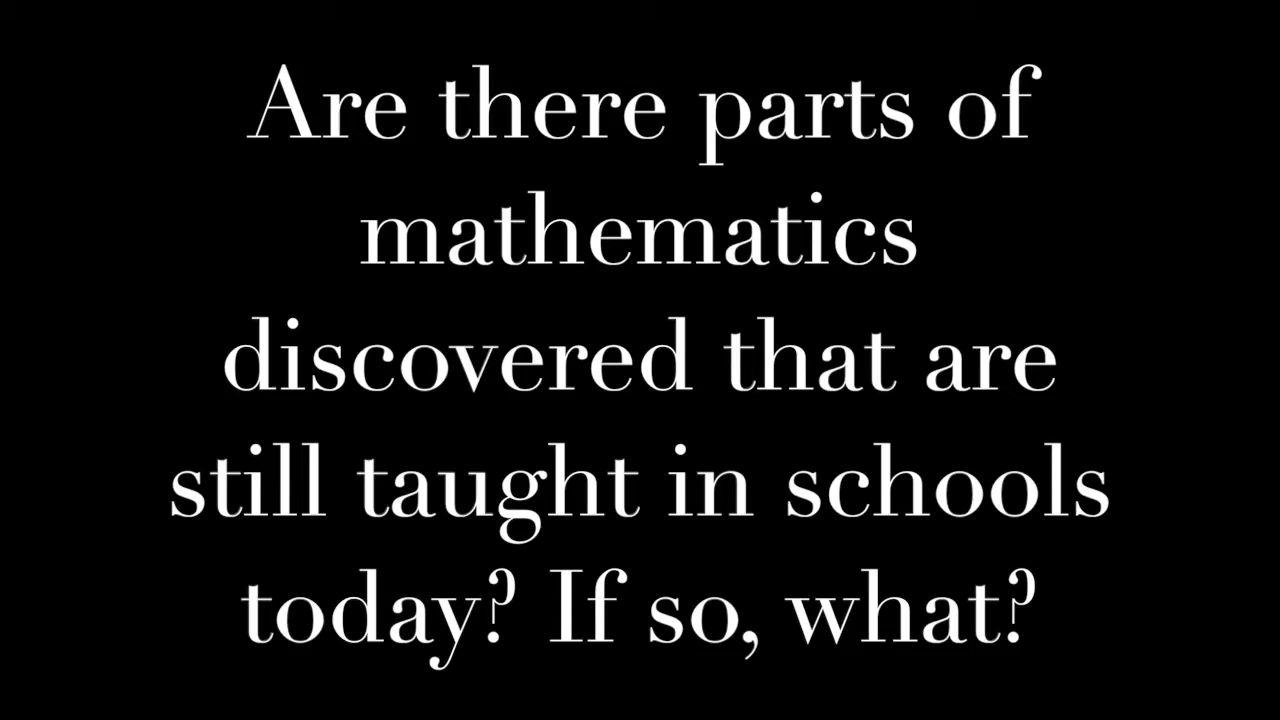 Are there parts of
mathematics
discovered that are
still taught in schools
today? If so, what?